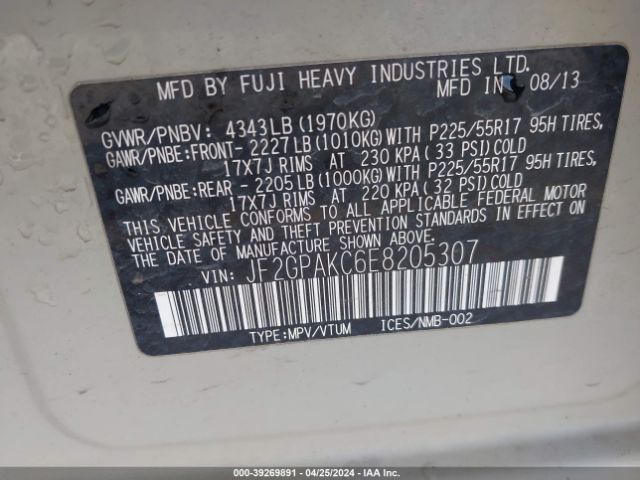 MFD BY FUJI HEAVY INDUSTRIES LTD.
MFD IN 08/13
GVWR/PNBV: 4343LB (1970KG)
GAWR/PNBE:FRONT- 2227 LB (1010KG)WITH P225/55R17 95H TIRES,
17X7J RIMS AT 230 KPA ( 33 PSI)COLD
GAWR/PNBE:REAR - 2205 LB (1000KG)WITH P225/55R17 95H TIRES,
17X7J RIMS AT 220 KPA ( 32 PSI)COLD
THIS VEHICLE CONFORMS TO ALL APPLICABLE FEDERAL MOTOR
VEHICLE SAFETY AND THEFT PREVENTION STANDARDS IN EFFECT ON
THE DATE OF MANUFACTURE SHOWN ABOVE.
VIN: JF2GPAKC6E8205307
TYPE:MPV/VTUM ICES/NMB-002
000-39269891 - 04/25/2024 - IAAI.com